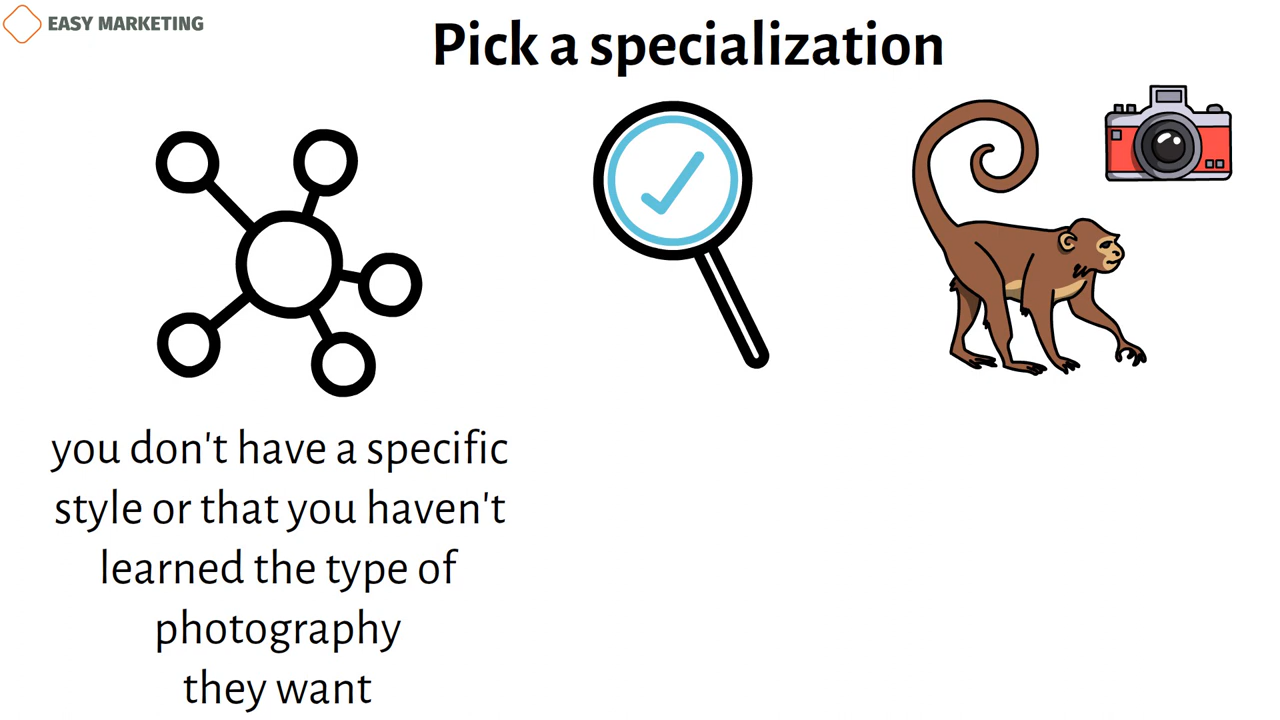 EASY MARKETING
Pick a specialization
you don't have a specific
style or that you haven't
learned the type of
photography
they want